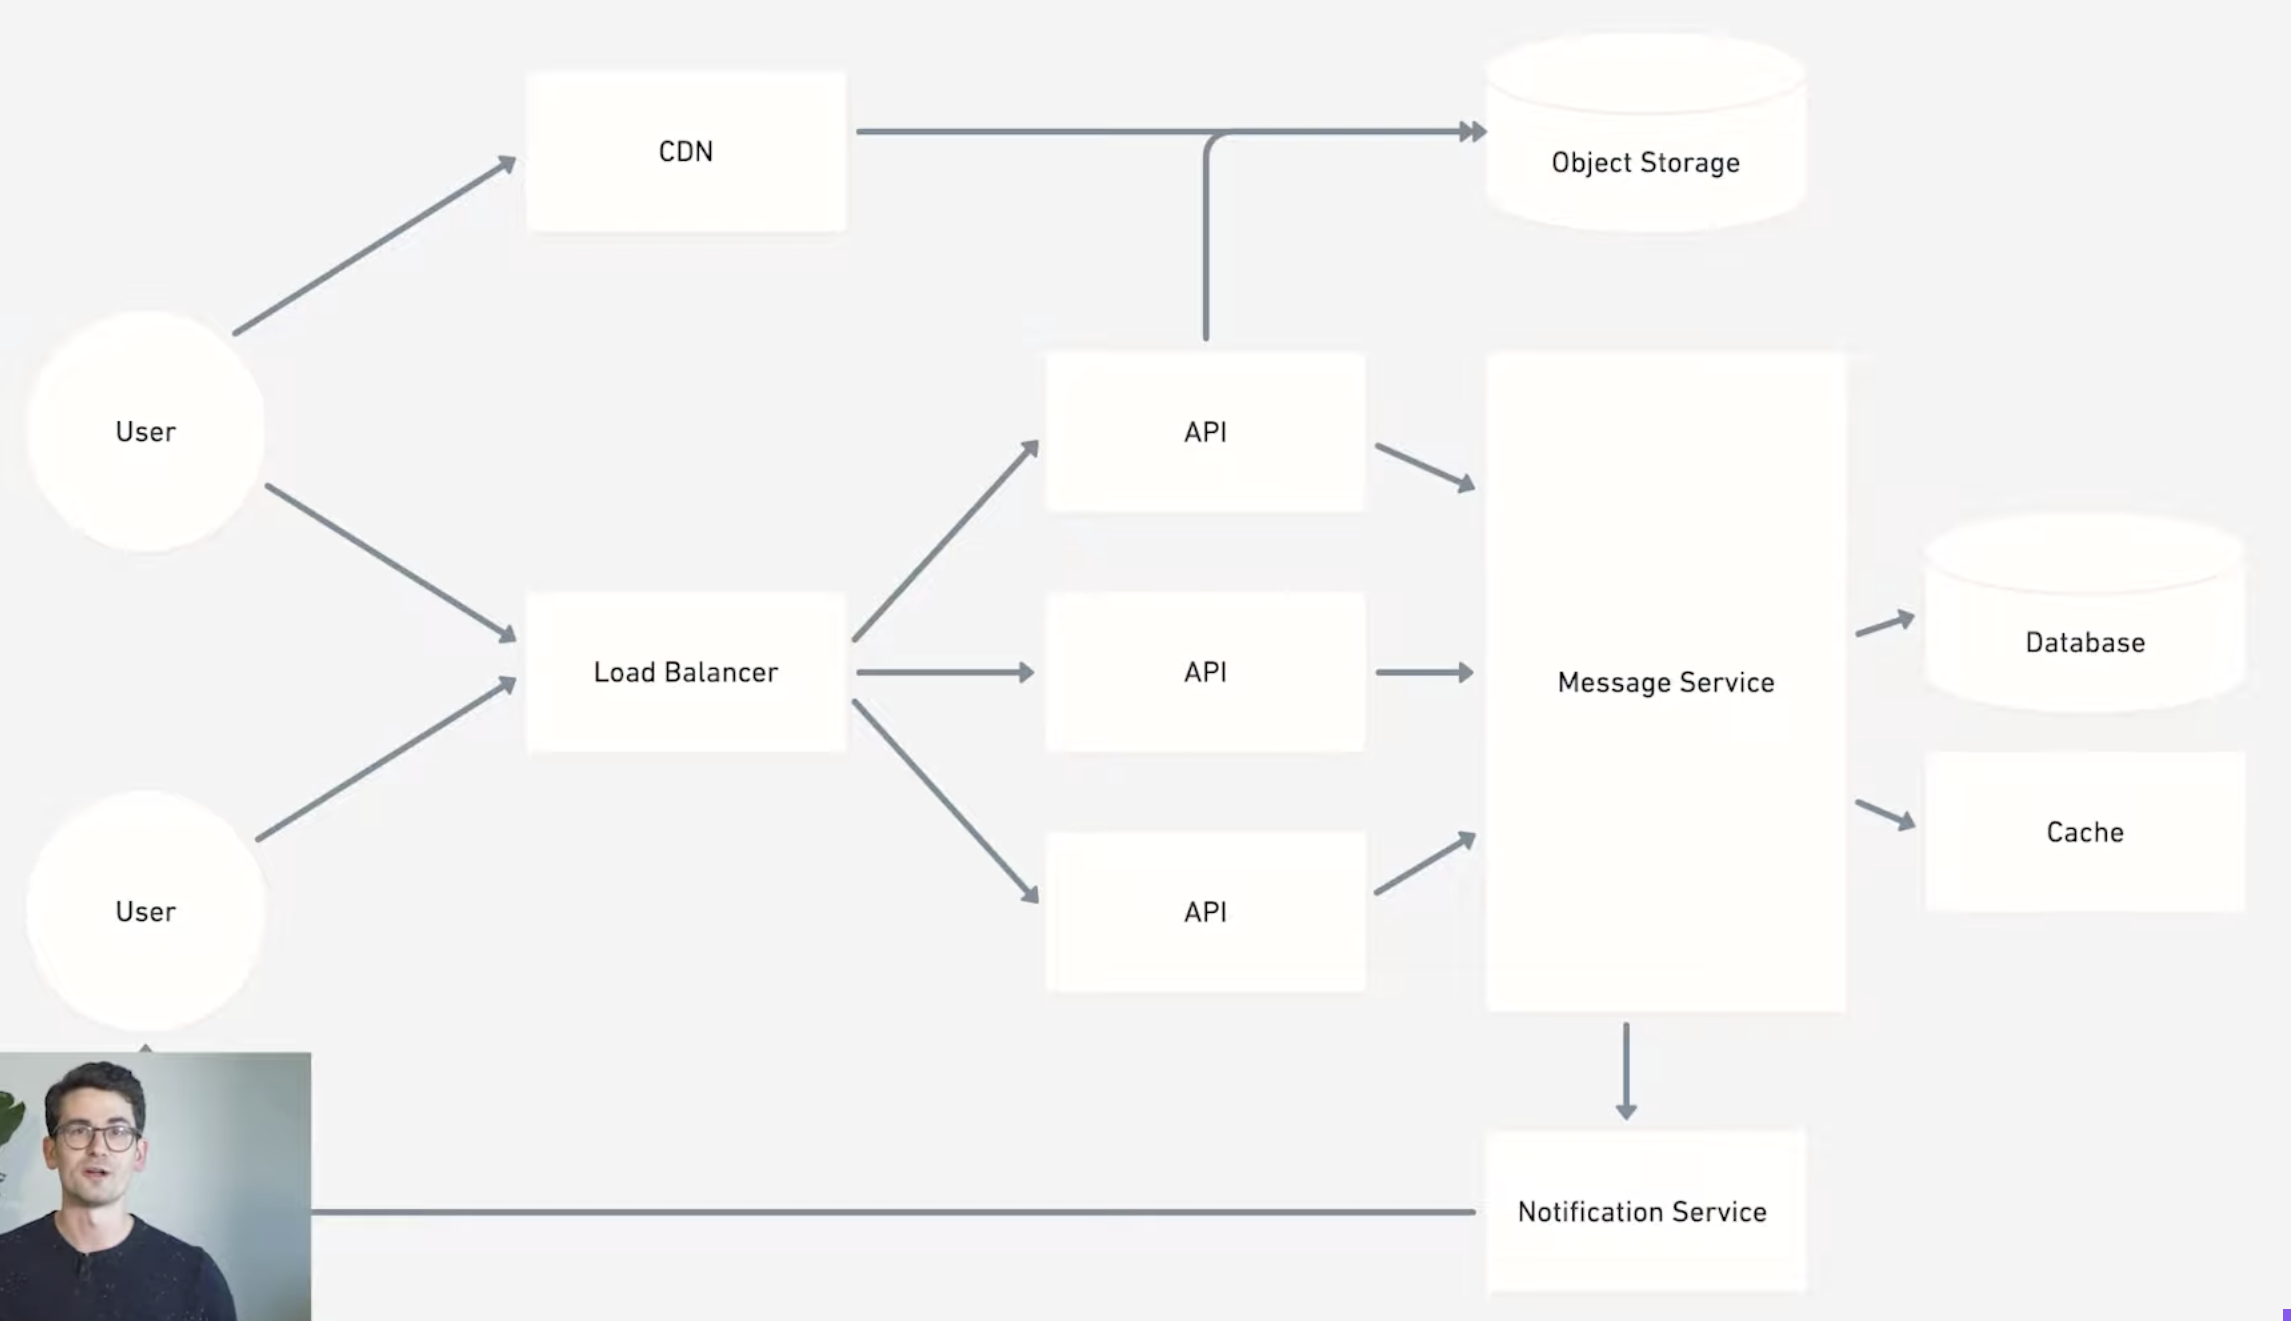 CDN
Object Storage
User
API
Load Balancer
API
Message Service
Database
Cache
User
API
Notification Service